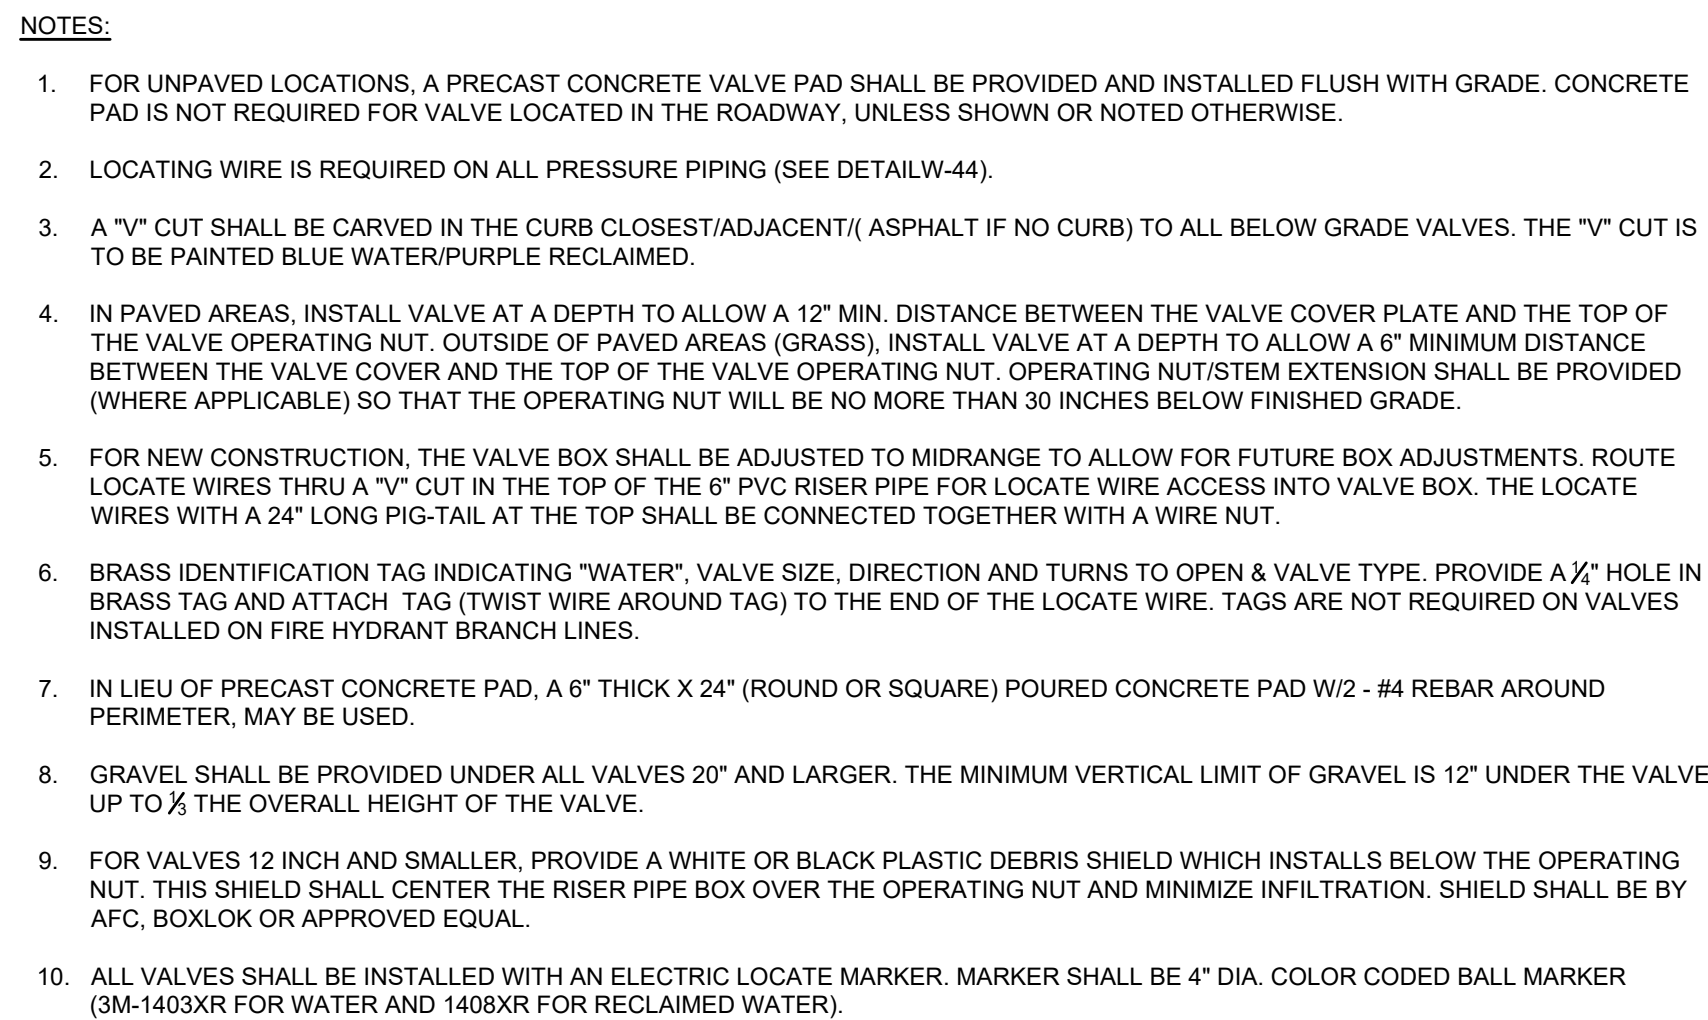 NOTES:
1. FOR UNPAVED LOCATIONS, A PRECAST CONCRETE VALVE PAD SHALL BE PROVIDED AND INSTALLED FLUSH WITH GRADE. CONCRETE
PAD IS NOT REQUIRED FOR VALVE LOCATED IN THE ROADWAY, UNLESS SHOWN OR NOTED OTHERWISE.
2. LOCATING WIRE IS REQUIRED ON ALL PRESSURE PIPING (SEE DETAILW-44).
3. A "V" CUT SHALL BE CARVED IN THE CURB CLOSEST/ADJACENT/( ASPHALT IF NO CURB) TO ALL BELOW GRADE VALVES. THE "V" CUT IS
TO BE PAINTED BLUE WATER/PURPLE RECLAIMED.
4. IN PAVED AREAS, INSTALL VALVE AT A DEPTH TO ALLOW A 12" MIN. DISTANCE BETWEEN THE VALVE COVER PLATE AND THE TOP OF
THE VALVE OPERATING NUT. OUTSIDE OF PAVED AREAS (GRASS), INSTALL VALVE AT A DEPTH TO ALLOW A 6" MINIMUM DISTANCE
BETWEEN THE VALVE COVER AND THE TOP OF THE VALVE OPERATING NUT. OPERATING NUT/STEM EXTENSION SHALL BE PROVIDED
(WHERE APPLICABLE) SO THAT THE OPERATING NUT WILL BE NO MORE THAN 30 INCHES BELOW FINISHED GRADE.
5. FOR NEW CONSTRUCTION, THE VALVE BOX SHALL BE ADJUSTED TO MIDRANGE TO ALLOW FOR FUTURE BOX ADJUSTMENTS. ROUTE
LOCATE WIRES THRU A "V" CUT IN THE TOP OF THE 6" PVC RISER PIPE FOR LOCATE WIRE ACCESS INTO VALVE BOX. THE LOCATE
WIRES WITH A 24" LONG PIG-TAIL AT THE TOP SHALL BE CONNECTED TOGETHER WITH A WIRE NUT.
6. BRASS IDENTIFICATION TAG INDICATING "WATER", VALVE SIZE, DIRECTION AND TURNS TO OPEN & VALVE TYPE. PROVIDE A ¼" HOLE IN
BRASS TAG AND ATTACH TAG (TWIST WIRE AROUND TAG) TO THE END OF THE LOCATE WIRE. TAGS ARE NOT REQUIRED ON VALVES
INSTALLED ON FIRE HYDRANT BRANCH LINES.
7. IN LIEU OF PRECAST CONCRETE PAD, A 6" THICK X 24" (ROUND OR SQUARE) POURED CONCRETE PAD W/2 - #4 REBAR AROUND
PERIMETER, MAY BE USED.
8. GRAVEL SHALL BE PROVIDED UNDER ALL VALVES 20" AND LARGER. THE MINIMUM VERTICAL LIMIT OF GRAVEL IS 12" UNDER THE VALVE
UP TO ⅓ THE OVERALL HEIGHT OF THE VALVE.
9. FOR VALVES 12 INCH AND SMALLER, PROVIDE A WHITE OR BLACK PLASTIC DEBRIS SHIELD WHICH INSTALLS BELOW THE OPERATING
NUT. THIS SHIELD SHALL CENTER THE RISER PIPE BOX OVER THE OPERATING NUT AND MINIMIZE INFILTRATION. SHIELD SHALL BE BY
AFC, BOXLOK OR APPROVED EQUAL.
10. ALL VALVES SHALL BE INSTALLED WITH AN ELECTRIC LOCATE MARKER. MARKER SHALL BE 4" DIA. COLOR CODED BALL MARKER
(3M-1403XR FOR WATER AND 1408XR FOR RECLAIMED WATER).